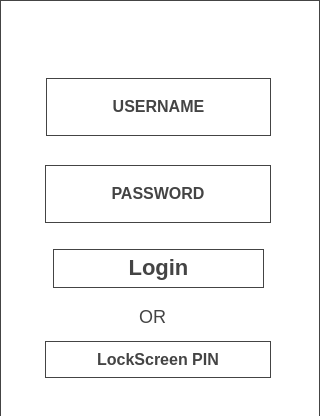 USERNAME
PASSWORD
Login
OR
LockScreen PIN